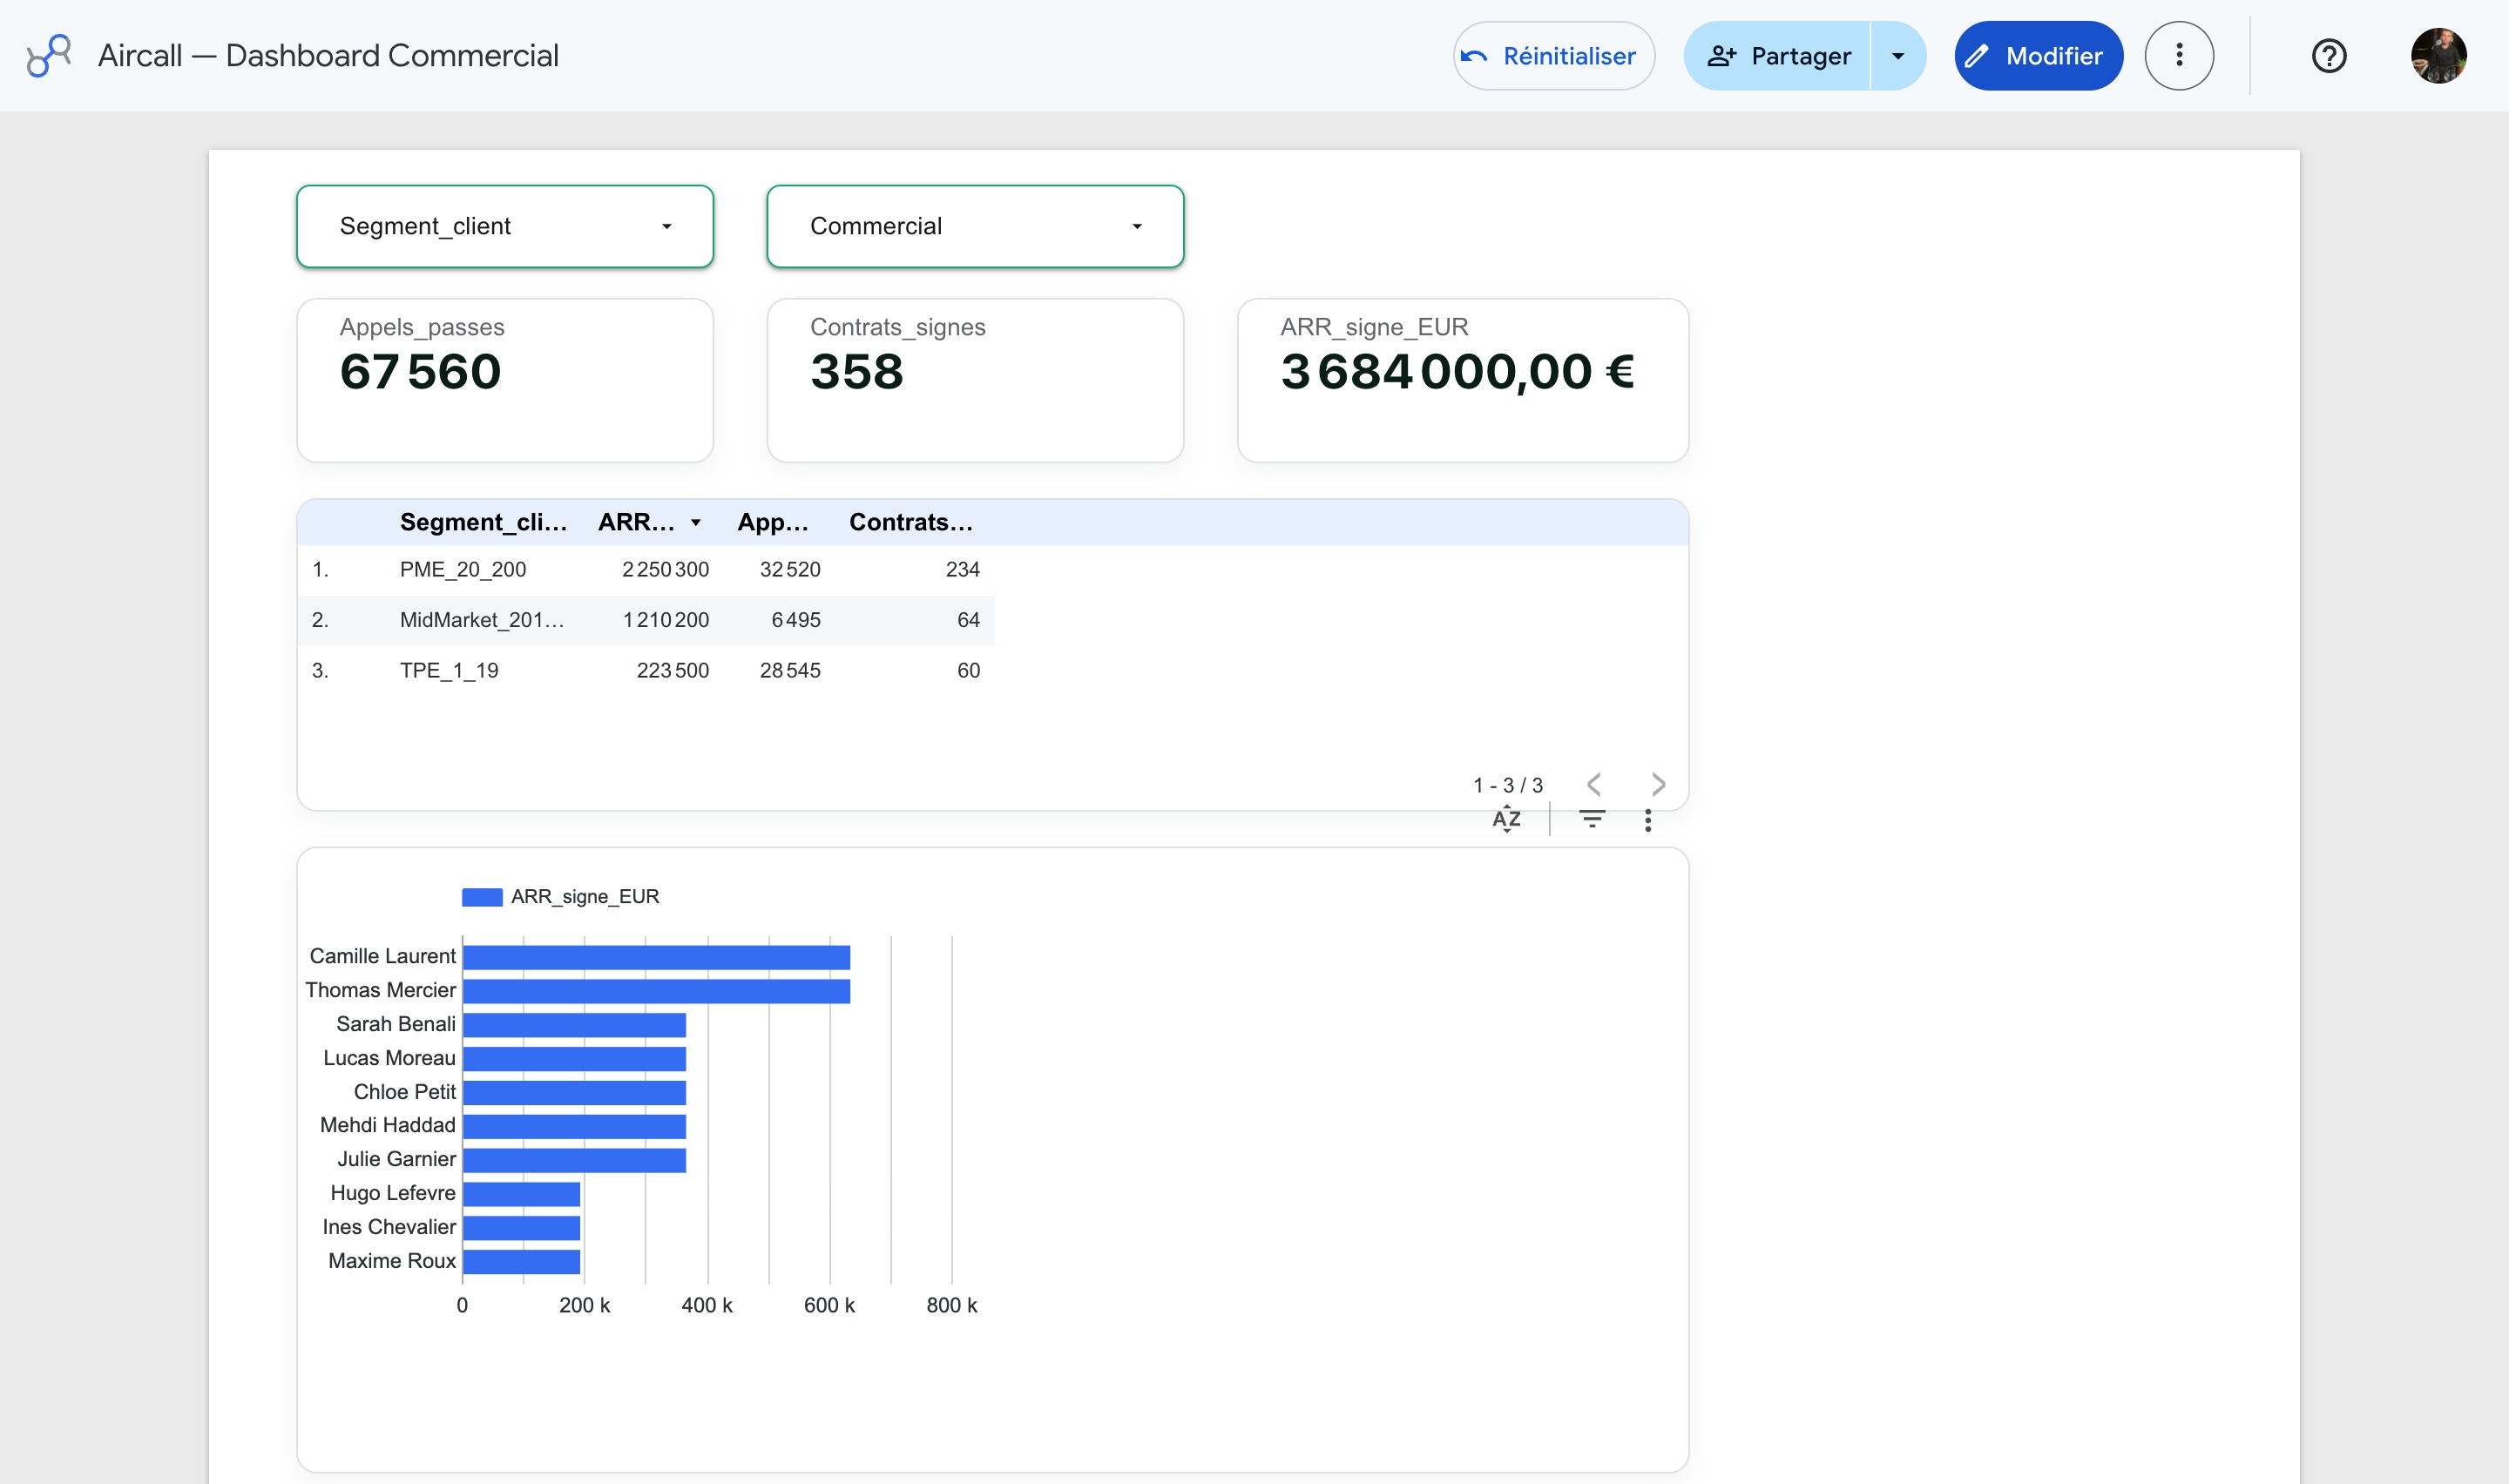 Aircall — Dashboard Commercial
Réinitialiser
Partager
Modifier
Segment_client
Commercial
Appels_passes
67 560
Contrats_signes
358
ARR_signe_EUR
3 684 000,00 €
Segment_cli... ARR... App... Contrats...
1. PME_20_200 2 250 300 32 520 234
2. MidMarket_201... 1 210 200 6 495 64
3. TPE_1_19 223 500 28 545 60
1 - 3 / 3
AZ
ARR_signe_EUR
Camille Laurent
Thomas Mercier
Sarah Benali
Lucas Moreau
Chloe Petit
Mehdi Haddad
Julie Garnier
Hugo Lefevre
Ines Chevalier
Maxime Roux
0 200 k 400 k 600 k 800 k